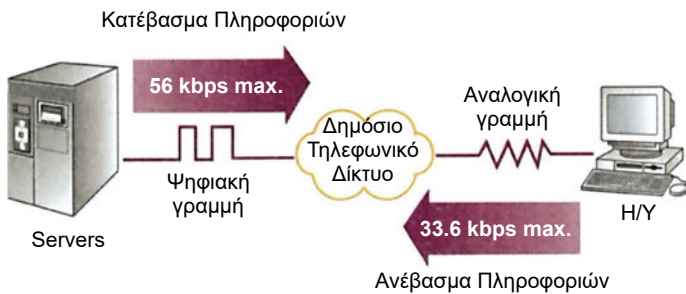 Κατέβασμα Πληροφοριών
56 kbps max.
Αναλογική
γραμμή
Δημόσιο
Τηλεφωνικό
Δίκτυο
Ψηφιακή
γραμμή
Servers
Η/Υ
33.6 kbps max.
Ανέβασμα Πληροφοριών